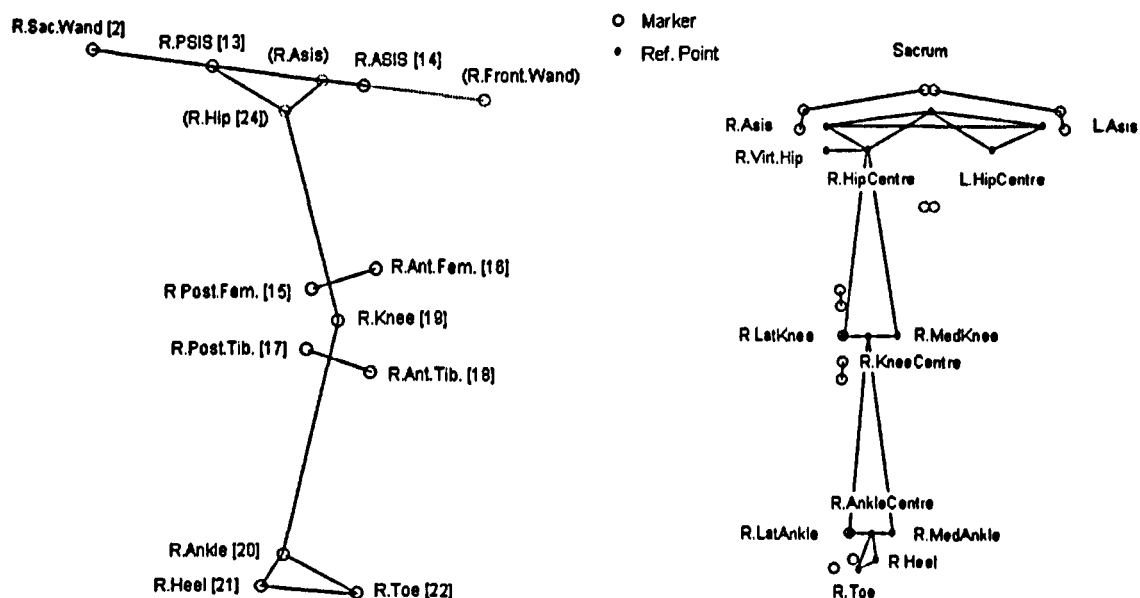 R.Sac.Wand [2]
R.PSIS [13]
(R.Asis)
R.ASIS [14]
(R.Front.Wand)
(R.Hip [24])
R.Ant.Fem. [16]
R.Post.Fem. [15]
R.Knee [19]
R.Post.Tib. [17]
R.Ant.Tib. [18]
R.Ankle [20]
R.Heel [21]
R.Toe [22]
Marker
Ref. Point
Sacrum
R.Asis
L.Asis
R.Virt.Hip
R.HipCentre
L.HipCentre
R.LatKnee
R.MedKnee
R.KneeCentre
R.AnkleCentre
R.LatAnkle
R.MedAnkle
R.Heel
R.Toe